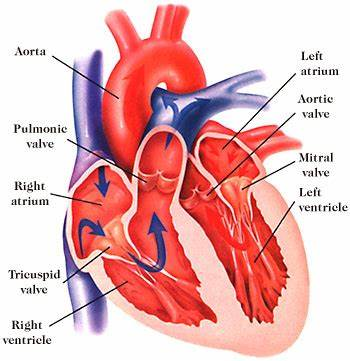 Aorta
Pulmonic
valve
Right
atrium
Tricuspid
valve
Right
ventricle
Left
atrium
Aortic
valve
Mitral
valve
Left
ventricle